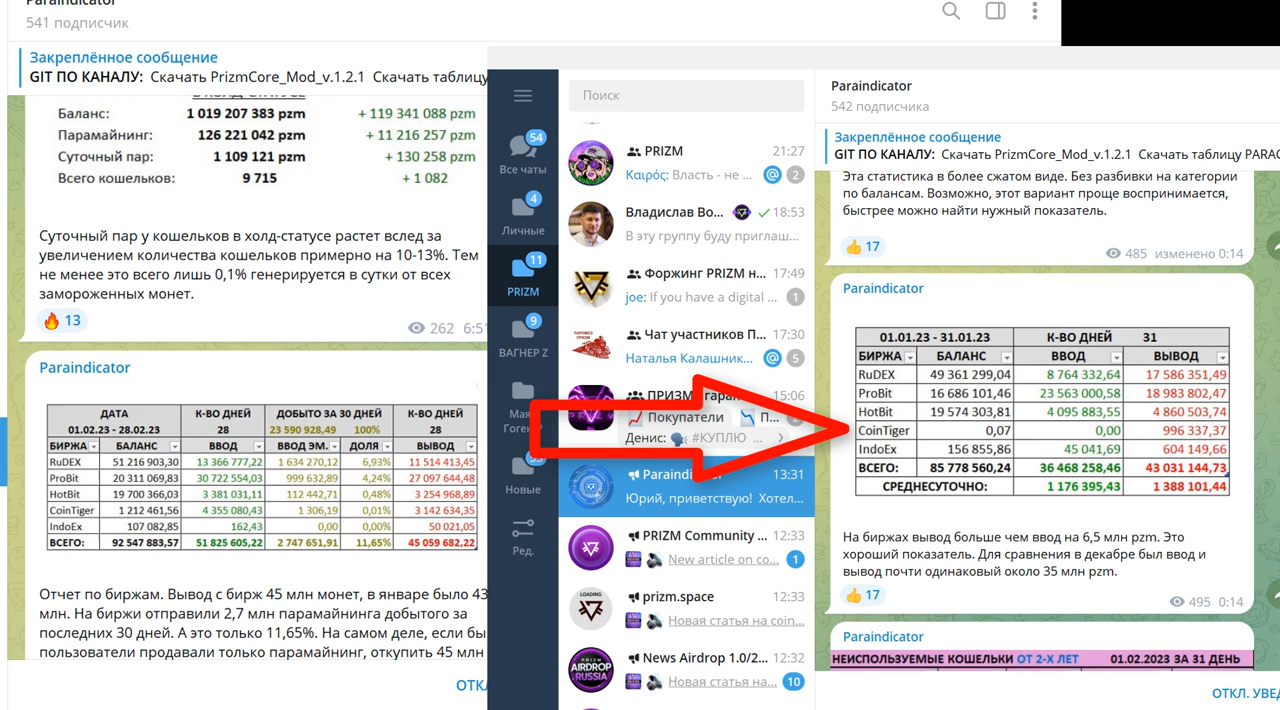 Paraindicator
541 подписчик
Закреплённое сообщение
GIT ПО КАНАЛУ: Скачать PrizmCore_Mod_v.1.2.1 Скачать таблицу
Баланс: 1 019 207 383 pzm + 119 341 088 pzm
Парамайнинг: 126 221 042 pzm + 11 216 257 pzm
Суточный пар: 1 109 121 pzm + 130 258 pzm
Всего кошельков: 9 715 + 1 082
Суточный пар у кошельков в холд-статусе растет вслед за
увеличением количества кошельков примерно на 10-13%. Тем
не менее это всего лишь 0,1% генерируется в сутки от всех
замороженных монет.
13
262 6:51
Paraindicator
ДАТА К-ВО ДНЕЙ ДОБЫТО ЗА 30 ДНЕЙ К-ВО ДНЕЙ
01.02.23 - 28.02.23 28 23 590 928,49 100% 28
БИРЖА БАЛАНС ВВОД ВВОД ЭМ. ДОЛЯ ВЫВОД
RuDEX 51 216 903,30 13 366 777,22 1 634 270,12 6,93% 11 514 413,45
ProBit 20 311 069,83 30 722 554,03 999 632,89 4,24% 27 097 644,48
HotBit 19 700 366,03 3 381 031,11 112 442,71 0,48% 3 254 968,89
CoinTiger 1 212 461,56 4 355 080,43 1 306,19 0,01% 3 142 634,35
IndoEx 107 082,85 162,43 0,00 0,00% 50 021,05
ВСЕГО: 92 547 883,57 51 825 605,22 2 747 651,91 11,65% 45 059 682,22
Отчет по биржам. Вывод с бирж 45 млн монет, в январе было 43
млн. На биржи отправили 2,7 млн парамайнинга добытого за
последних 30 дней. А это только 11,65%. На самом деле, если бы
пользователи продавали только парамайнинг, откупить 45 млн
ОТКЛ
54
Все чаты
4
Личные
11
PRIZM
9
ВАГНЕР Z
Мая
Гоген
Новые
Ред.
Поиск
PRIZM 21:27
Καιρός: Власть - не ... @ 2
Владислав Во... 18:53
В эту группу буду приглаш...
Форжинг PRIZM н... 17:49
joe: If you have a digital ... 1
Чат участников П... 17:30
Наталья Калашник... @ 5
ПРИЗМ гаран 15:06
Покупатели П...
Денис: #КУПЛЮ ...
Paraindi 13:31
Юрий, приветствую! Хотел...
PRIZM Community ... 12:33
New article on co... 1
LOADING
prizm.space 12:33
Новая статья на coin...
PRIZM
AIRDROP
RUSSIA
News Airdrop 1.0/2... 12:32
Новая статья на... 10
Paraindicator
542 подписчика
Закреплённое сообщение
GIT ПО КАНАЛУ: Скачать PrizmCore_Mod_v.1.2.1 Скачать таблицу PARAC
Эта статистика в более сжатом виде. Без разбивки на категории
по балансам. Возможно, этот вариант проще воспринимается,
быстрее можно найти нужный показатель.
17
485 изменено 0:14
Paraindicator
01.01.23 - 31.01.23 К-ВО ДНЕЙ 31
БИРЖА БАЛАНС ВВОД ВЫВОД
RuDEX 49 361 299,04 8 764 332,64 17 586 351,49
ProBit 16 686 101,46 23 563 000,58 18 983 802,47
HotBit 19 574 303,81 4 095 883,55 4 860 503,74
CoinTiger 0,07 0,00 996 337,37
IndoEx 156 855,86 45 041,69 604 149,66
ВСЕГО: 85 778 560,24 36 468 258,46 43 031 144,73
СРЕДНЕСУТОЧНО: 1 176 395,43 1 388 101,44
На биржах вывод больше чем ввод на 6,5 млн pzm. Это
хороший показатель. Для сравнения в декабре был ввод и
вывод почти одинаковый около 35 млн pzm.
17
495 0:14
Paraindicator
НЕИСПОЛЬЗУЕМЫЕ КОШЕЛЬКИ ОТ 2-Х ЛЕТ 01.02.2023 ЗА 31 ДЕНЬ
ОТКЛ. УВЕД